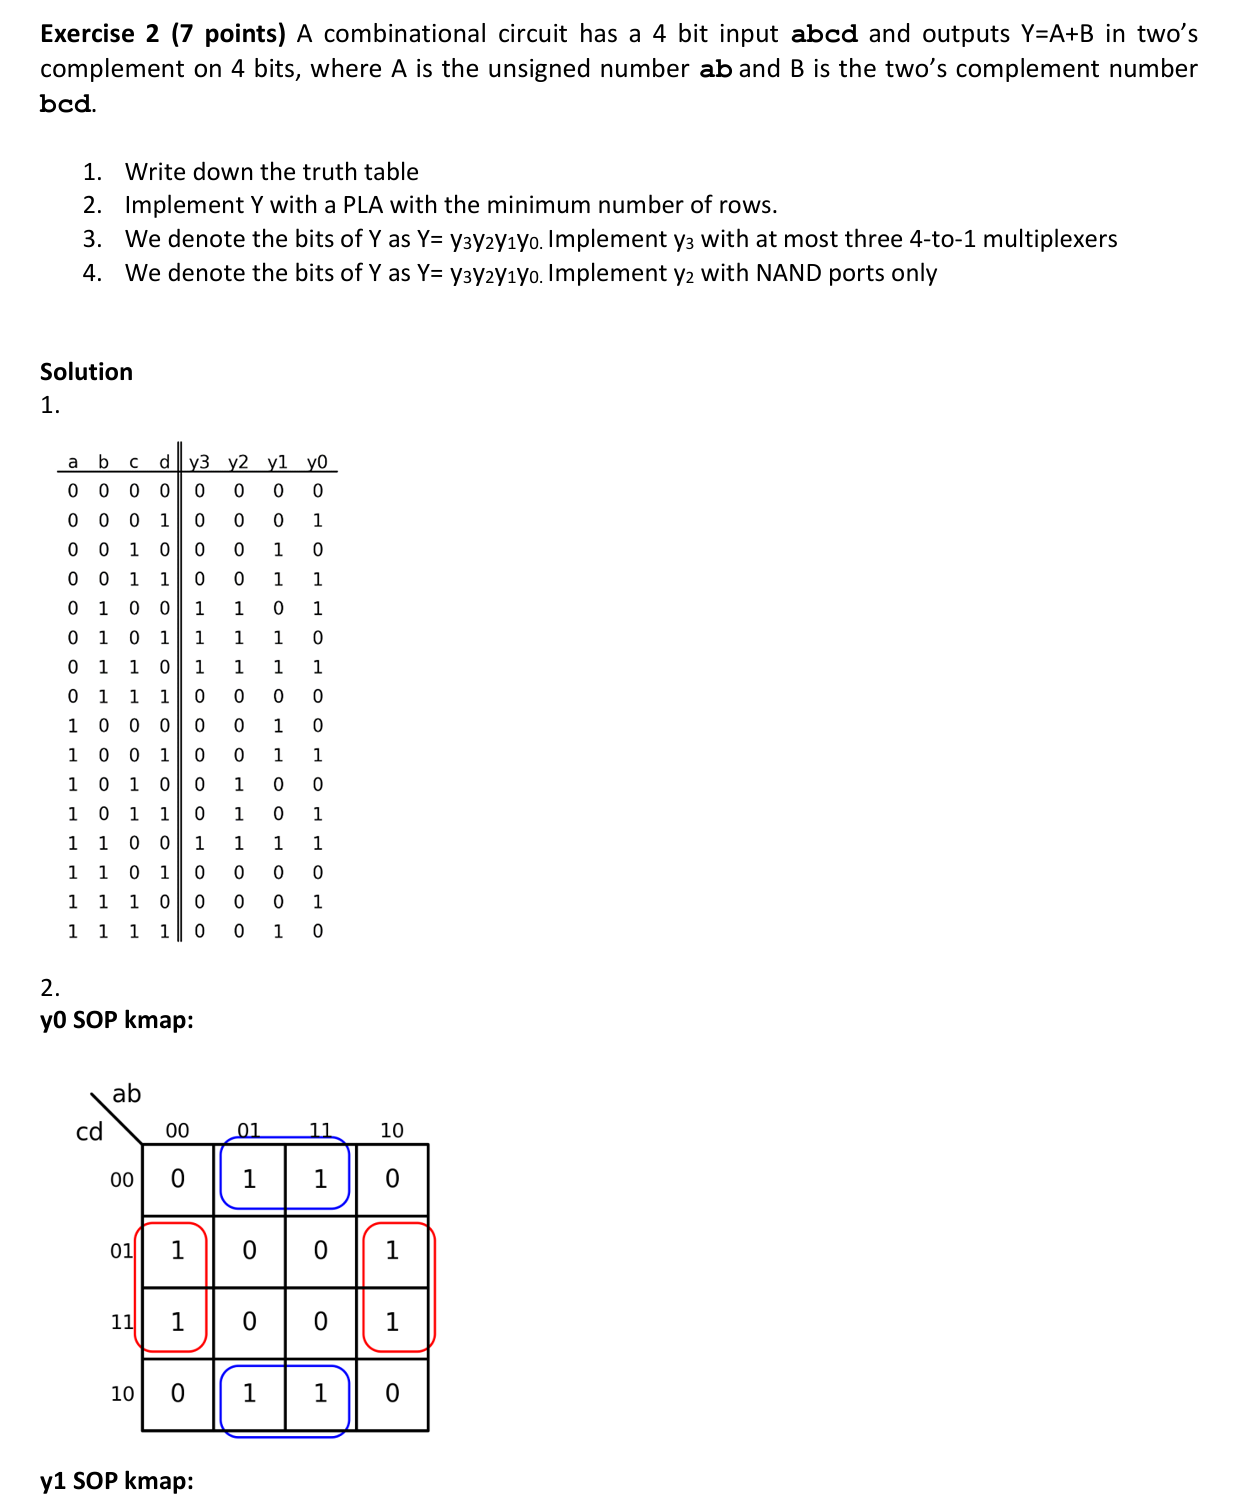 Exercise 2 (7 points) A combinational circuit has a 4 bit input abcd and outputs Y=A+B in two’s
complement on 4 bits, where A is the unsigned number ab and B is the two’s complement number
bcd.
1. Write down the truth table
2. Implement Y with a PLA with the minimum number of rows.
3. We denote the bits of Y as Y= y₃y₂y₁y₀. Implement y₃ with at most three 4-to-1 multiplexers
4. We denote the bits of Y as Y= y₃y₂y₁y₀. Implement y₂ with NAND ports only
Solution
1.
a b c d y3 y2 y1 y0
0 0 0 0 0 0 0 0
0 0 0 1 0 0 0 1
0 0 1 0 0 0 1 0
0 0 1 1 0 0 1 1
0 1 0 0 1 1 0 1
0 1 0 1 1 1 1 0
0 1 1 0 1 1 1 1
0 1 1 1 0 0 0 0
1 0 0 0 0 0 1 0
1 0 0 1 0 0 1 1
1 0 1 0 0 1 0 0
1 0 1 1 0 1 0 1
1 1 0 0 1 1 1 1
1 1 0 1 0 0 0 0
1 1 1 0 0 0 0 1
1 1 1 1 0 0 1 0
2.
y0 SOP kmap:
ab
cd 00 01 11 10
00 0 1 1 0
01 1 0 0 1
11 1 0 0 1
10 0 1 1 0
y1 SOP kmap: